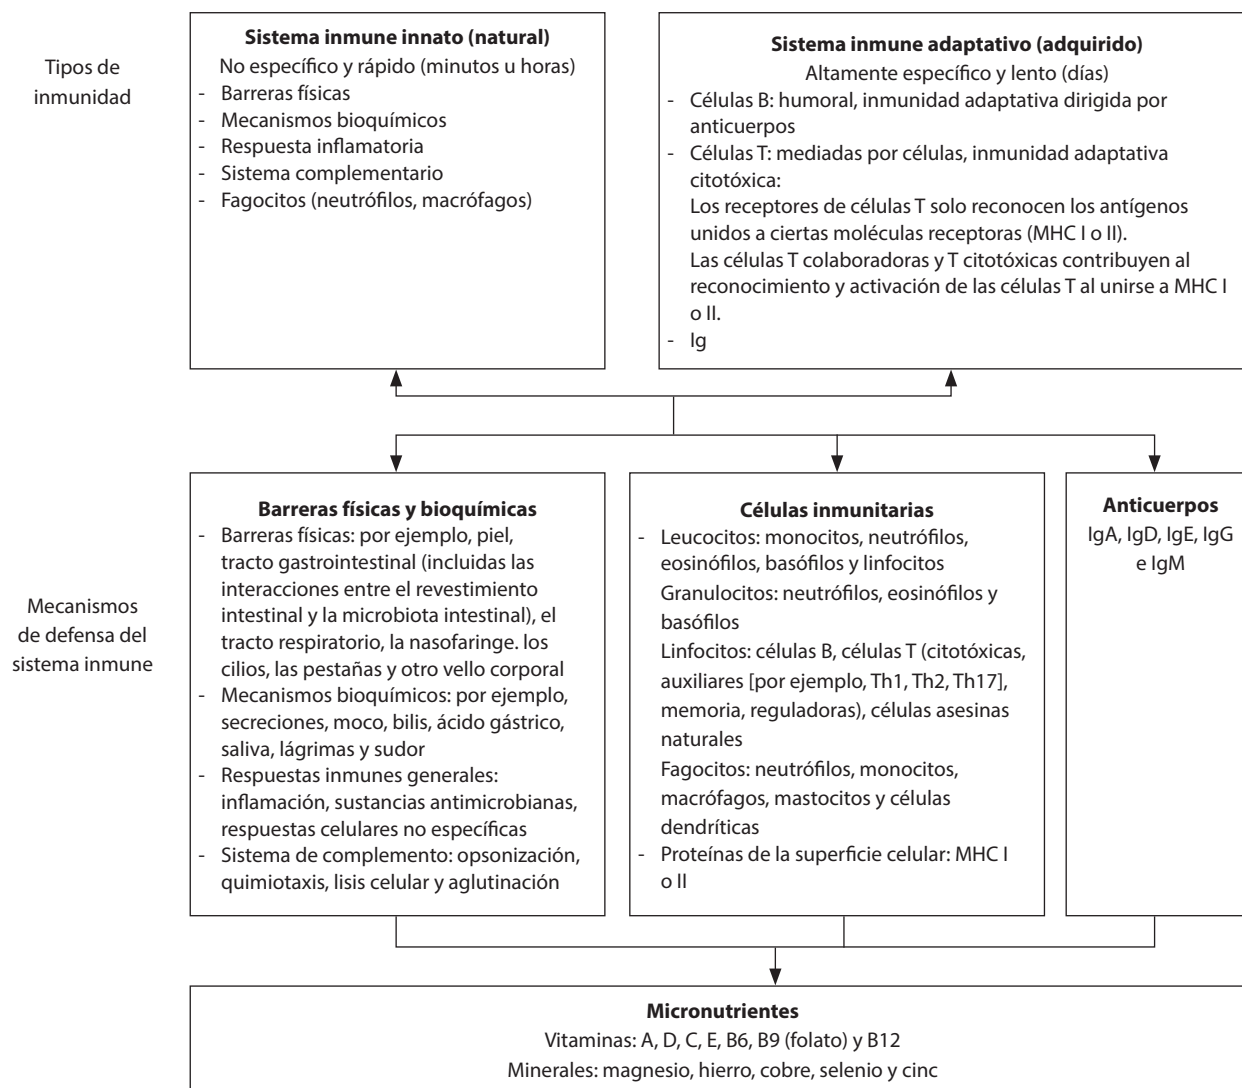 Tipos de
inmunidad
Sistema inmune innato (natural)
No específico y rápido (minutos u horas)
- Barreras físicas
- Mecanismos bioquímicos
- Respuesta inflamatoria
- Sistema complementario
- Fagocitos (neutrófilos, macrófagos)
Sistema inmune adaptativo (adquirido)
Altamente específico y lento (días)
- Células B: humoral, inmunidad adaptativa dirigida por
anticuerpos
- Células T: mediadas por células, inmunidad adaptativa
citotóxica:
Los receptores de células T solo reconocen los antígenos
unidos a ciertas moléculas receptoras (MHC I o II).
Las células T colaboradoras y T citotóxicas contribuyen al
reconocimiento y activación de las células T al unirse a MHC I
o II.
- Ig
Mecanismos
de defensa del
sistema inmune
Barreras físicas y bioquímicas
- Barreras físicas: por ejemplo, piel,
tracto gastrointestinal (incluidas las
interacciones entre el revestimiento
intestinal y la microbiota intestinal), el
tracto respiratorio, la nasofaringe. los
cilios, las pestañas y otro vello corporal
- Mecanismos bioquímicos: por ejemplo,
secreciones, moco, bilis, ácido gástrico,
saliva, lágrimas y sudor
- Respuestas inmunes generales:
inflamación, sustancias antimicrobianas,
respuestas celulares no específicas
- Sistema de complemento: opsonización,
quimiotaxis, lisis celular y aglutinación
Células inmunitarias
- Leucocitos: monocitos, neutrófilos,
eosinófilos, basófilos y linfocitos
Granulocitos: neutrófilos, eosinófilos y
basófilos
Linfocitos: células B, células T (citotóxicas,
auxiliares [por ejemplo, Th1, Th2, Th17],
memoria, reguladoras), células asesinas
naturales
Fagocitos: neutrófilos, monocitos,
macrófagos, mastocitos y células
dendríticas
- Proteínas de la superficie celular: MHC I
o II
Anticuerpos
IgA, IgD, IgE, IgG
e IgM
Micronutrientes
Vitaminas: A, D, C, E, B6, B9 (folato) y B12
Minerales: magnesio, hierro, cobre, selenio y cinc